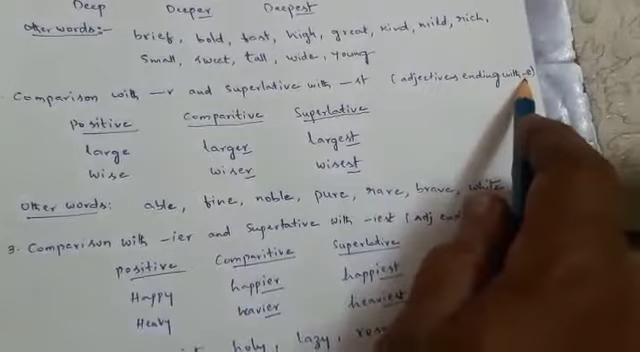 Deep Deeper Deepest
Other words:- brief, bold, fast, high, great, kind, mild, rich,
Small, sweet, tall, wide, young
Comparison with -r and superlative with -st (adjectives ending with -e)
Positive Comparitive Superlative
large larger largest
wise wiser wisest
Other words: able, fine, noble, pure, rare, brave, white
3. Comparison with -ier and Superlative with -iest (adj
Positive Comparitive Superlative
Happy happier happiest
Heavy heavier heaviest
holy, lazy,